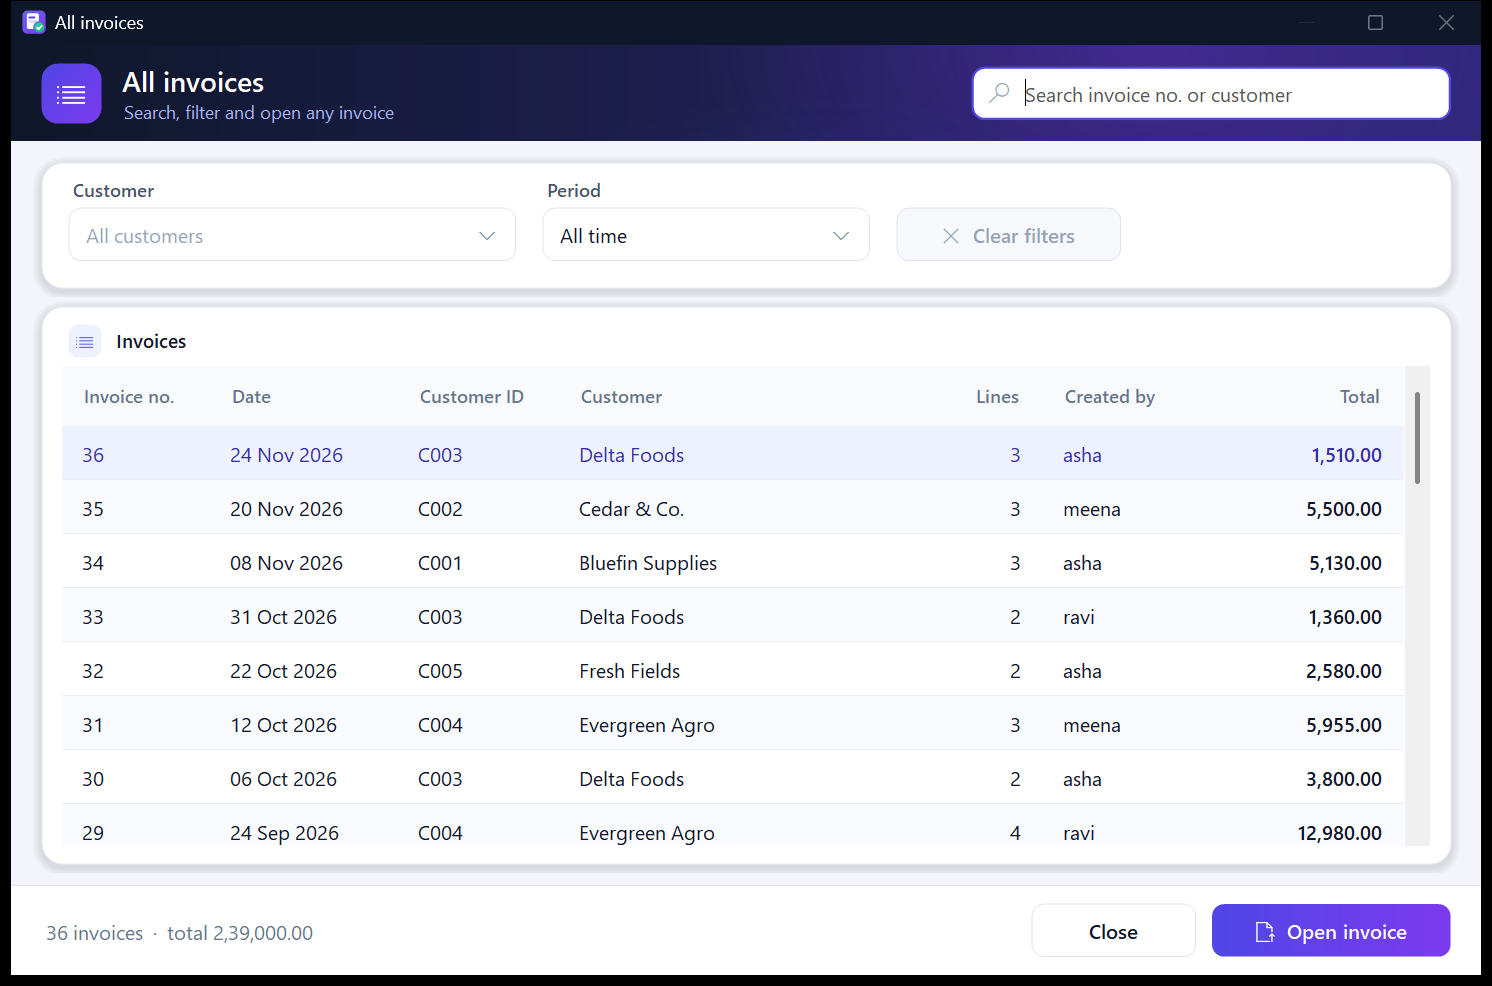 All invoices
All invoices
Search, filter and open any invoice
Search invoice no. or customer
Customer Period
All customers All time Clear filters
Invoices
Invoice no. Date Customer ID Customer Lines Created by Total
36 24 Nov 2026 C003 Delta Foods 3 asha 1,510.00
35 20 Nov 2026 C002 Cedar & Co. 3 meena 5,500.00
34 08 Nov 2026 C001 Bluefin Supplies 3 asha 5,130.00
33 31 Oct 2026 C003 Delta Foods 2 ravi 1,360.00
32 22 Oct 2026 C005 Fresh Fields 2 asha 2,580.00
31 12 Oct 2026 C004 Evergreen Agro 3 meena 5,955.00
30 06 Oct 2026 C003 Delta Foods 2 asha 3,800.00
29 24 Sep 2026 C004 Evergreen Agro 4 ravi 12,980.00
36 invoices · total 2,39,000.00 Close Open invoice